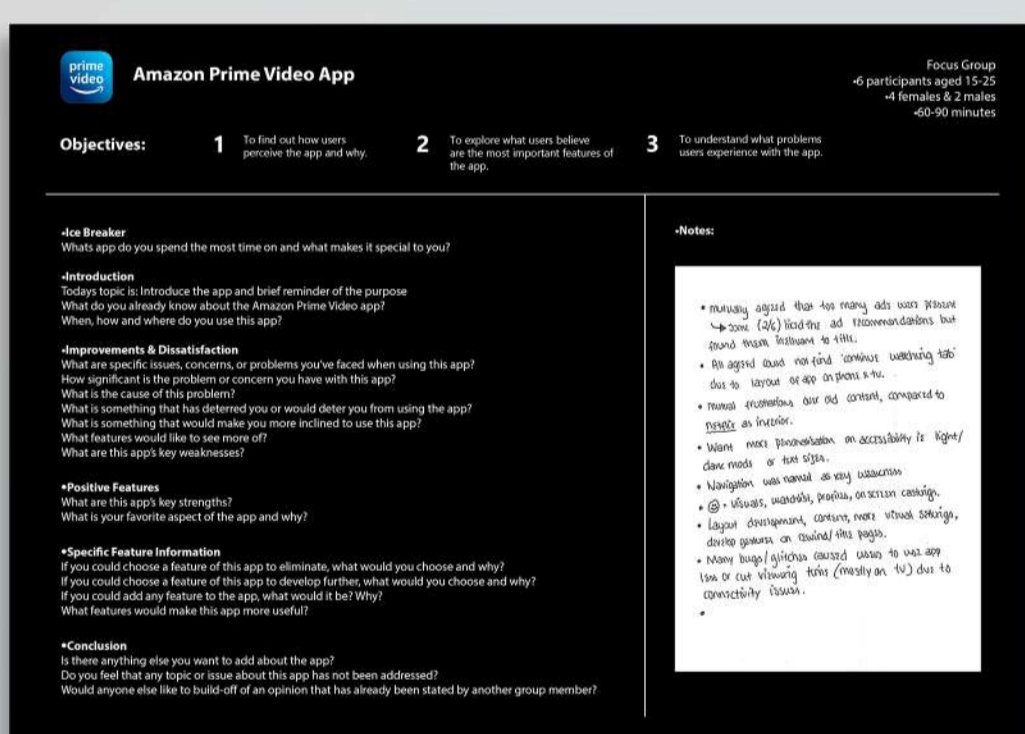 prime
video
Amazon Prime Video App
Focus Group
•6 participants aged 15-25
•4 females & 2 males
•60-90 minutes
Objectives:
1
To find out how users
perceive the app and why.
2
To explore what users believe
are the most important features of
the app.
3
To understand what problems
users experience with the app.
•Ice Breaker
Whats app do you spend the most time on and what makes it special to you?
•Introduction
Todays topic is: Introduce the app and brief reminder of the purpose
What do you already know about the Amazon Prime Video app?
When, how and where do you use this app?
•Improvements & Dissatisfaction
What are specific issues, concerns, or problems you've faced when using this app?
How significant is the problem or concern you have with this app?
What is the cause of this problem?
What is something that has deterred you or would deter you from using the app?
What is something that would make you more inclined to use this app?
What features would like to see more of?
What are this app's key weaknesses?
•Positive Features
What are this app's key strengths?
What is your favorite aspect of the app and why?
•Specific Feature Information
If you could choose a feature of this app to eliminate, what would you choose and why?
If you could choose a feature of this app to develop further, what would you choose and why?
If you could add any feature to the app, what would it be? Why?
What features would make this app more useful?
•Conclusion
Is there anything else you want to add about the app?
Do you feel that any topic or issue about this app has not been addressed?
Would anyone else like to build-off of an opinion that has already been stated by another group member?
•Notes:
• mutually agreed that too many ads were present
↳ some (2/6) liked the ad recommendations but
found them irrelevant to title.
• All agreed could not find 'continue watching tab'
due to layout of app on phone & tv.
• mutual frustrations over old content, compared to
netflix as inferior.
• Want more personalisation on accessibility ie light/
dark mode or text sizes.
• Navigation was named as key weakness
• visuals, watchlist, profiles, on screen castings.
• Layout development, content, more visual settings,
develop gestures on rewind/ title pages.
• Many bugs/glitches caused users to use app
less or cut viewing times (mostly on tv) due to
connectivity issues.
•